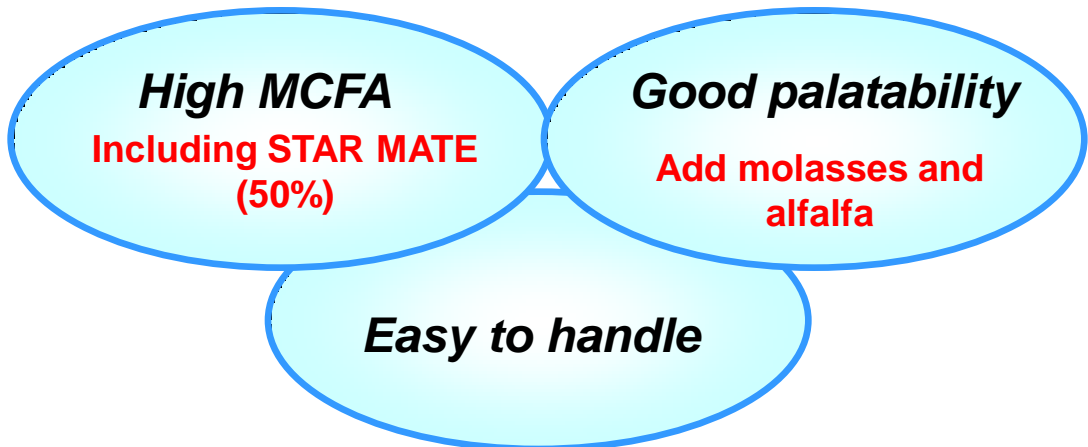 High MCFA
Including STAR MATE
(50%)
Good palatability
Add molasses and
alfalfa
Easy to handle